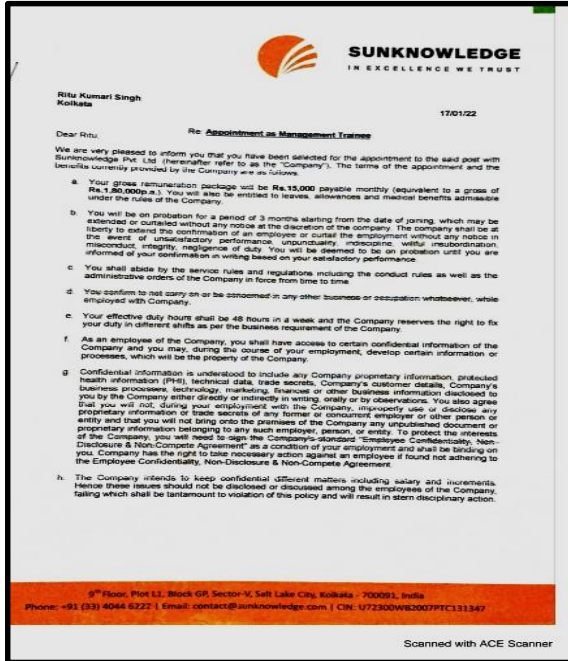 SUNKNOWLEDGE
IN EXCELLENCE WE TRUST
Ritu Kumari Singh
Kolkata
17/01/22
Re: Appointment as Management Trainee
Dear Ritu,
We are very pleased to inform you that you have been selected for the appointment to the said post with
Sunknowledge Pvt Ltd (hereinafter refer to as the "Company"). The terms of the appointment and the
benefits currently provided by the Company are as follows
a. Your gross remuneration package will be Rs.15,000 payable monthly (equivalent to a gross of
Rs.1,80,000p.a.). You will also be entitled to leaves, allowances and medical benefits admissible
under the rules of the Company.
b. You will be on probation for a period of 3 months starting from the date of joining, which may be
extended or curtailed without any notice at the discretion of the company. The company shall be at
liberty to extend the confirmation of an employee or curtail the employment without any notice in
the event of unsatisfactory performance, unpunctuality, indiscipline, willful insubordination,
misconduct, integrity, negligence of duty. You will be deemed to be on probation until you are
informed of your confirmation in writing based on your satisfactory performance
c. You shall abide by the service rules and regulations including the conduct rules as well as the
administrative orders of the Company in force from time to time
d. You confirm to not carry on or be concerned in any other business or occupation whatsoever, while
employed with Company.
e. Your effective duty hours shall be 48 hours in a week and the Company reserves the right to fix
your duty in different shifts as per the business requirement of the Company.
f. As an employee of the Company, you shall have access to certain confidential information of the
Company and you may, during the course of your employment, develop certain information or
processes, which will be the property of the Company.
g. Confidential information is understood to include any Company proprietary information, protected
health information (PHI), technical data, trade secrets, Company's customer details, Company's
business processes, technology, marketing, finances or other business information disclosed to
you by the Company either directly or indirectly in writing, orally or by observations. You also agree
that you will not, during your employment with the Company, improperly use or disclose any
proprietary information or trade secrets of any former or concurrent employer or other person or
entity and that you will not bring onto the premises of the Company any unpublished document or
proprietary information belonging to any such employer, person, or entity. To protect the interests
of the Company, you will need to sign the Company's standard "Employee Confidentiality, Non-
Disclosure & Non-Compete Agreement" as a condition of your employment and shall be binding on
you. Company has the right to take necessary action against an employee if found not adhering to
the Employee Confidentiality, Non-Disclosure & Non-Compete Agreement
h. The Company intends to keep confidential different matters including salary and increments.
Hence these issues should not be disclosed or discussed among the employees of the Company,
failing which shall be tantamount to violation of this policy and will result in stern disciplinary action.
9th Floor, Plot L1, Block GP, Sector-V, Salt Lake City, Kolkata - 700091, India
Phone: +91 (33) 4044 6222 | Email: contact@sunknowledge.com | CIN: U72300WB2007PTC131347
Scanned with ACE Scanner